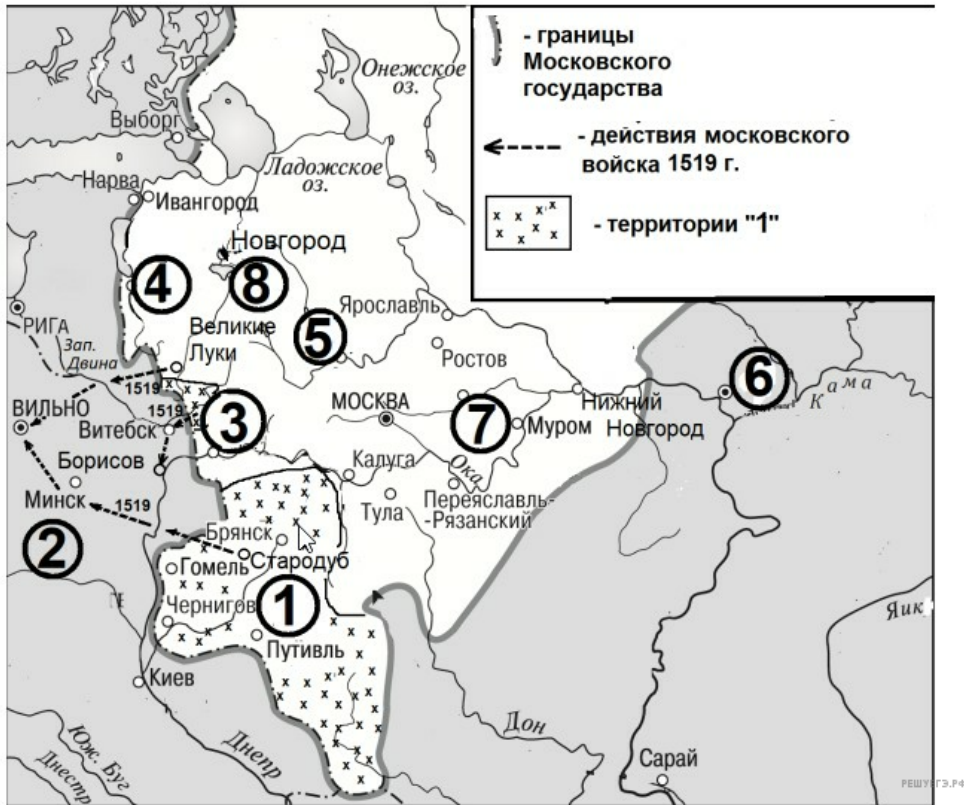 - границы
Московского
государства
- действия московского
войска 1519 г.
- территории "1"
Онежское
оз.
Выборг
Ладожское
оз.
Нарва
Ивангород
Новгород
4
8
5
Ярославль
РИГА
Великие
Луки
Зап.
Двина
Ростов
6
Кама
1519
ВИЛЬНО
1519
3
МОСКВА
7
Нижний
Новгород
Витебск
Муром
Борисов
Калуга
Ока
Минск
1519
Тула
Переяславль-
-Рязанский
2
Брянск
Стародуб
Гомель
1
Чернигов
Яик
Путивль
Киев
Дон
Днепр
Юж. Буг
Днестр
Сарай
РЕШУЕГЭ.РФ